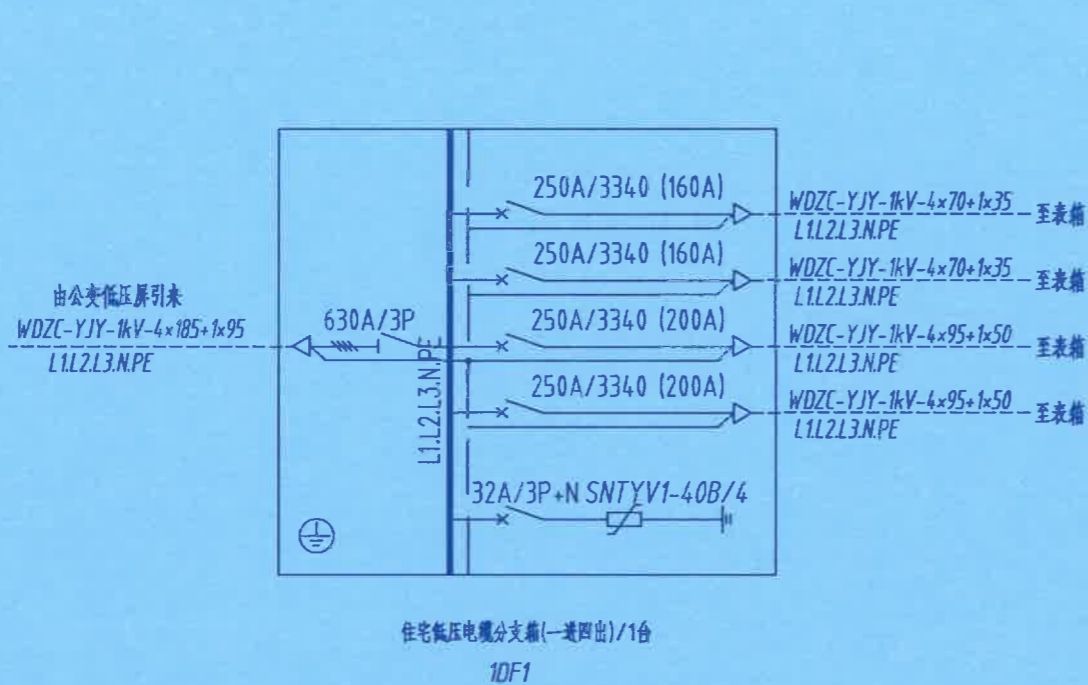 250A/3340 (160A)
WDZC-YJY-1kV-4×70+1×35
至表箱
L1.L2.L3.N.PE
250A/3340 (160A)
WDZC-YJY-1kV-4×70+1×35
至表箱
L1.L2.L3.N.PE
由公变低压屏引来
WDZC-YJY-1kV-4×185+1×95
L1.L2.L3.N.PE
630A/3P
L1.L2.L3.N.PE
250A/3340 (200A)
WDZC-YJY-1kV-4×95+1×50
至表箱
L1.L2.L3.N.PE
250A/3340 (200A)
WDZC-YJY-1kV-4×95+1×50
至表箱
L1.L2.L3.N.PE
32A/3P+N SNTYV1-40B/4
住宅低压电缆分支箱(一进四出)/1台
1DF1